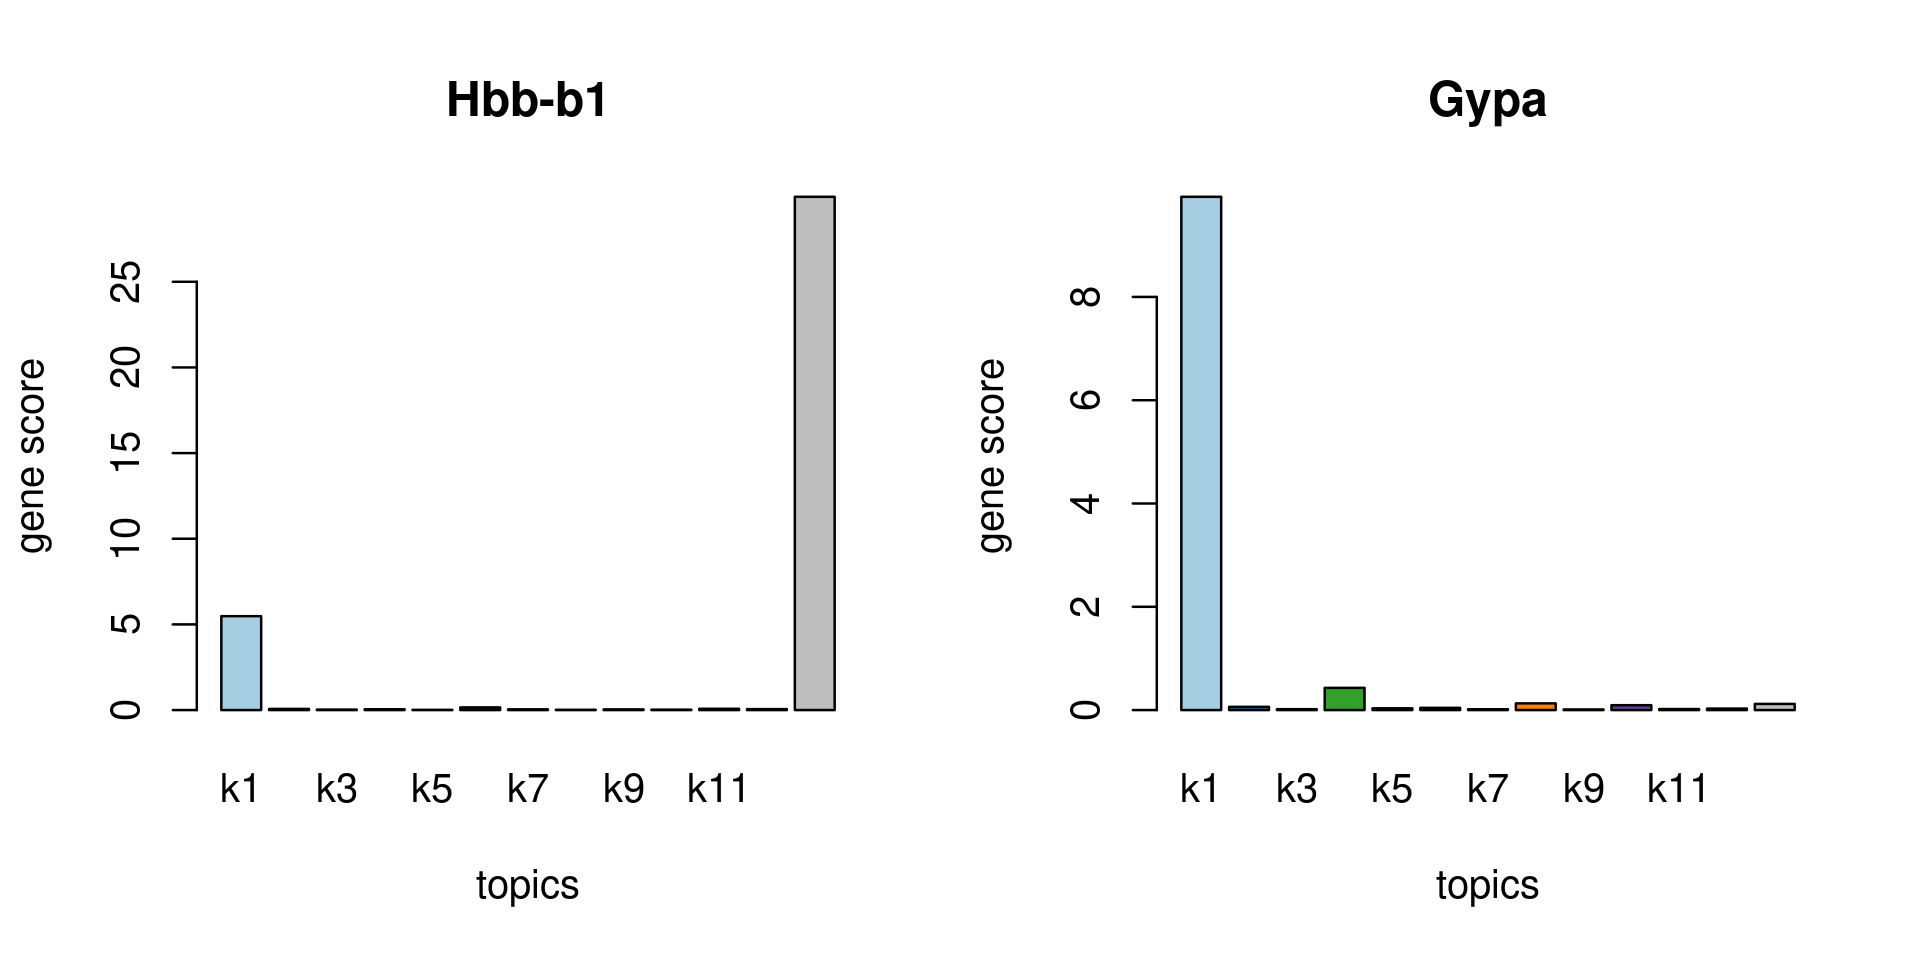 Hbb-b1
gene score
25
20
15
10
5
0
k1 k3 k5 k7 k9 k11
topics
Gypa
gene score
8
6
4
2
0
k1 k3 k5 k7 k9 k11
topics